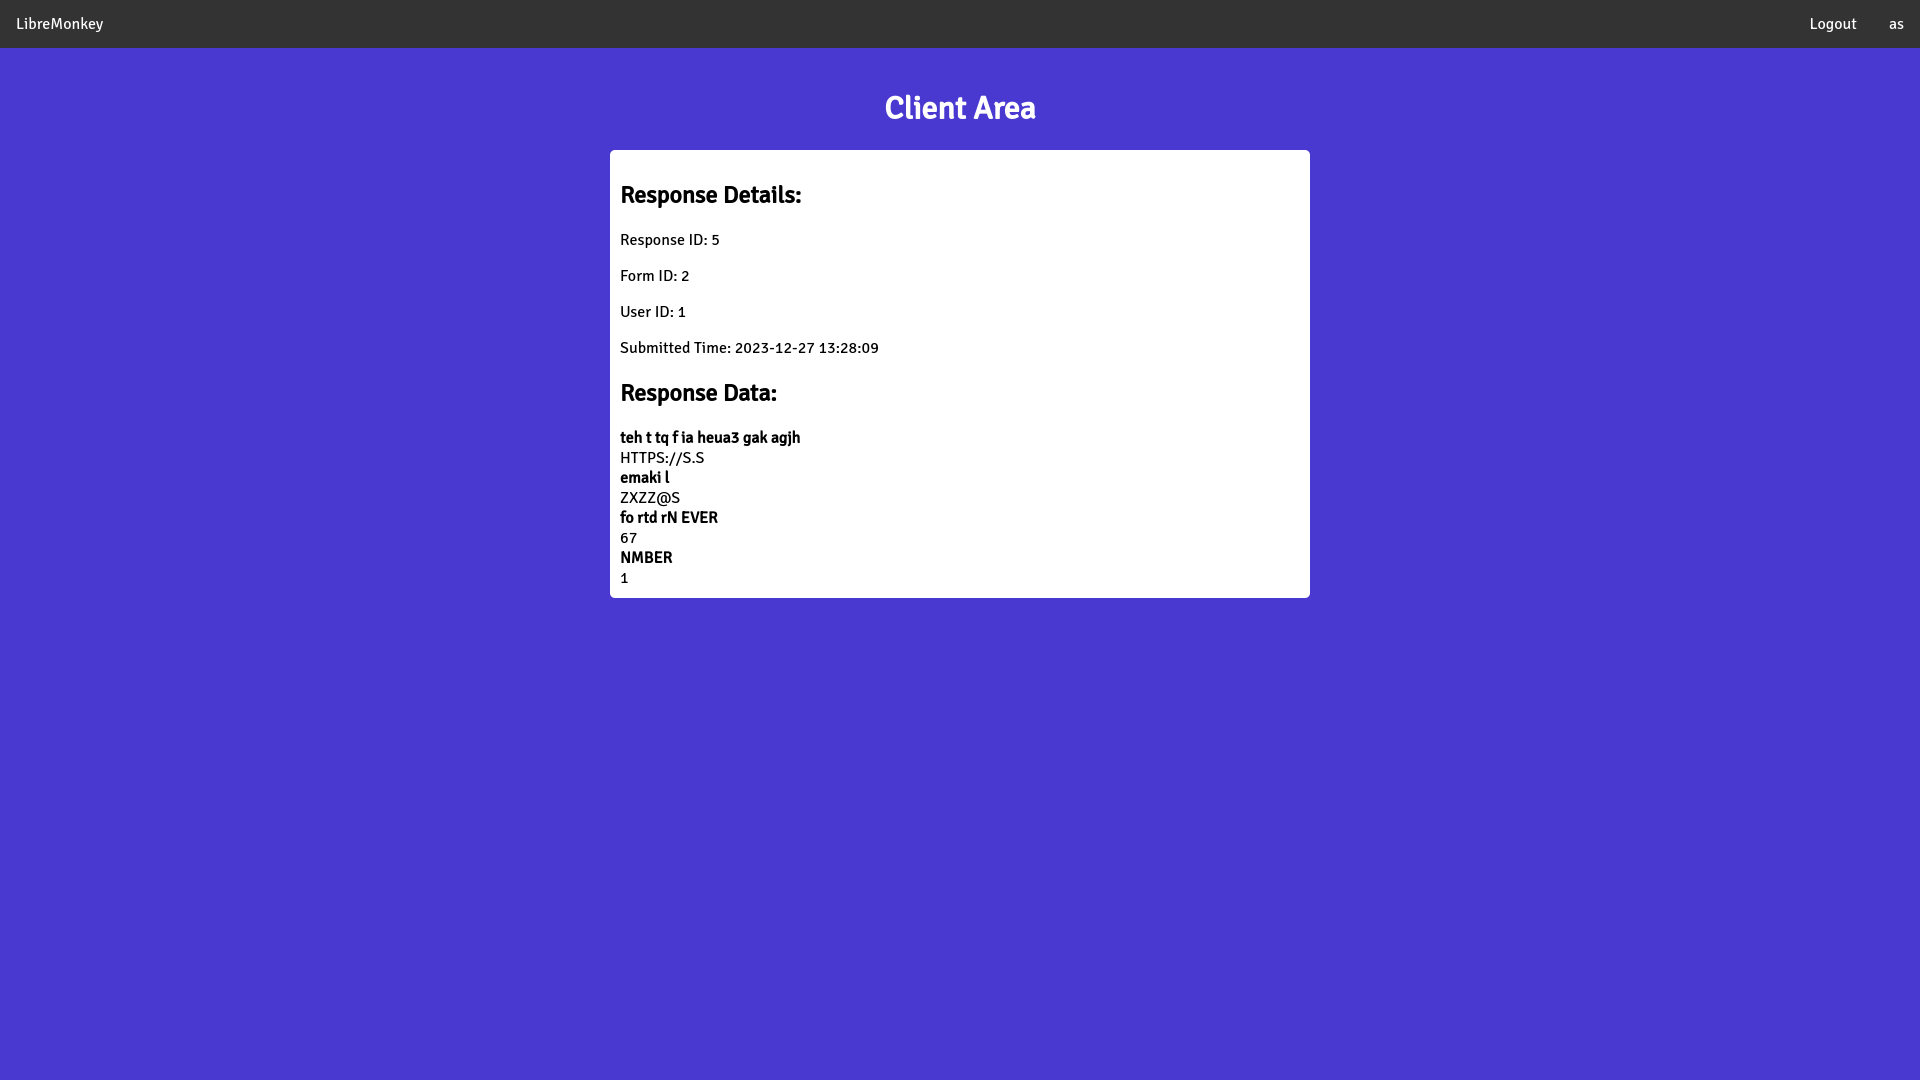 LibreMonkey
Logout
as
Client Area
Response Details:
Response ID: 5
Form ID: 2
User ID: 1
Submitted Time: 2023-12-27 13:28:09
Response Data:
teh t tq f ia heua3 gak agjh
HTTPS://S.S
emaki l
ZXZZ@S
fo rtd rN EVER
67
NMBER
1